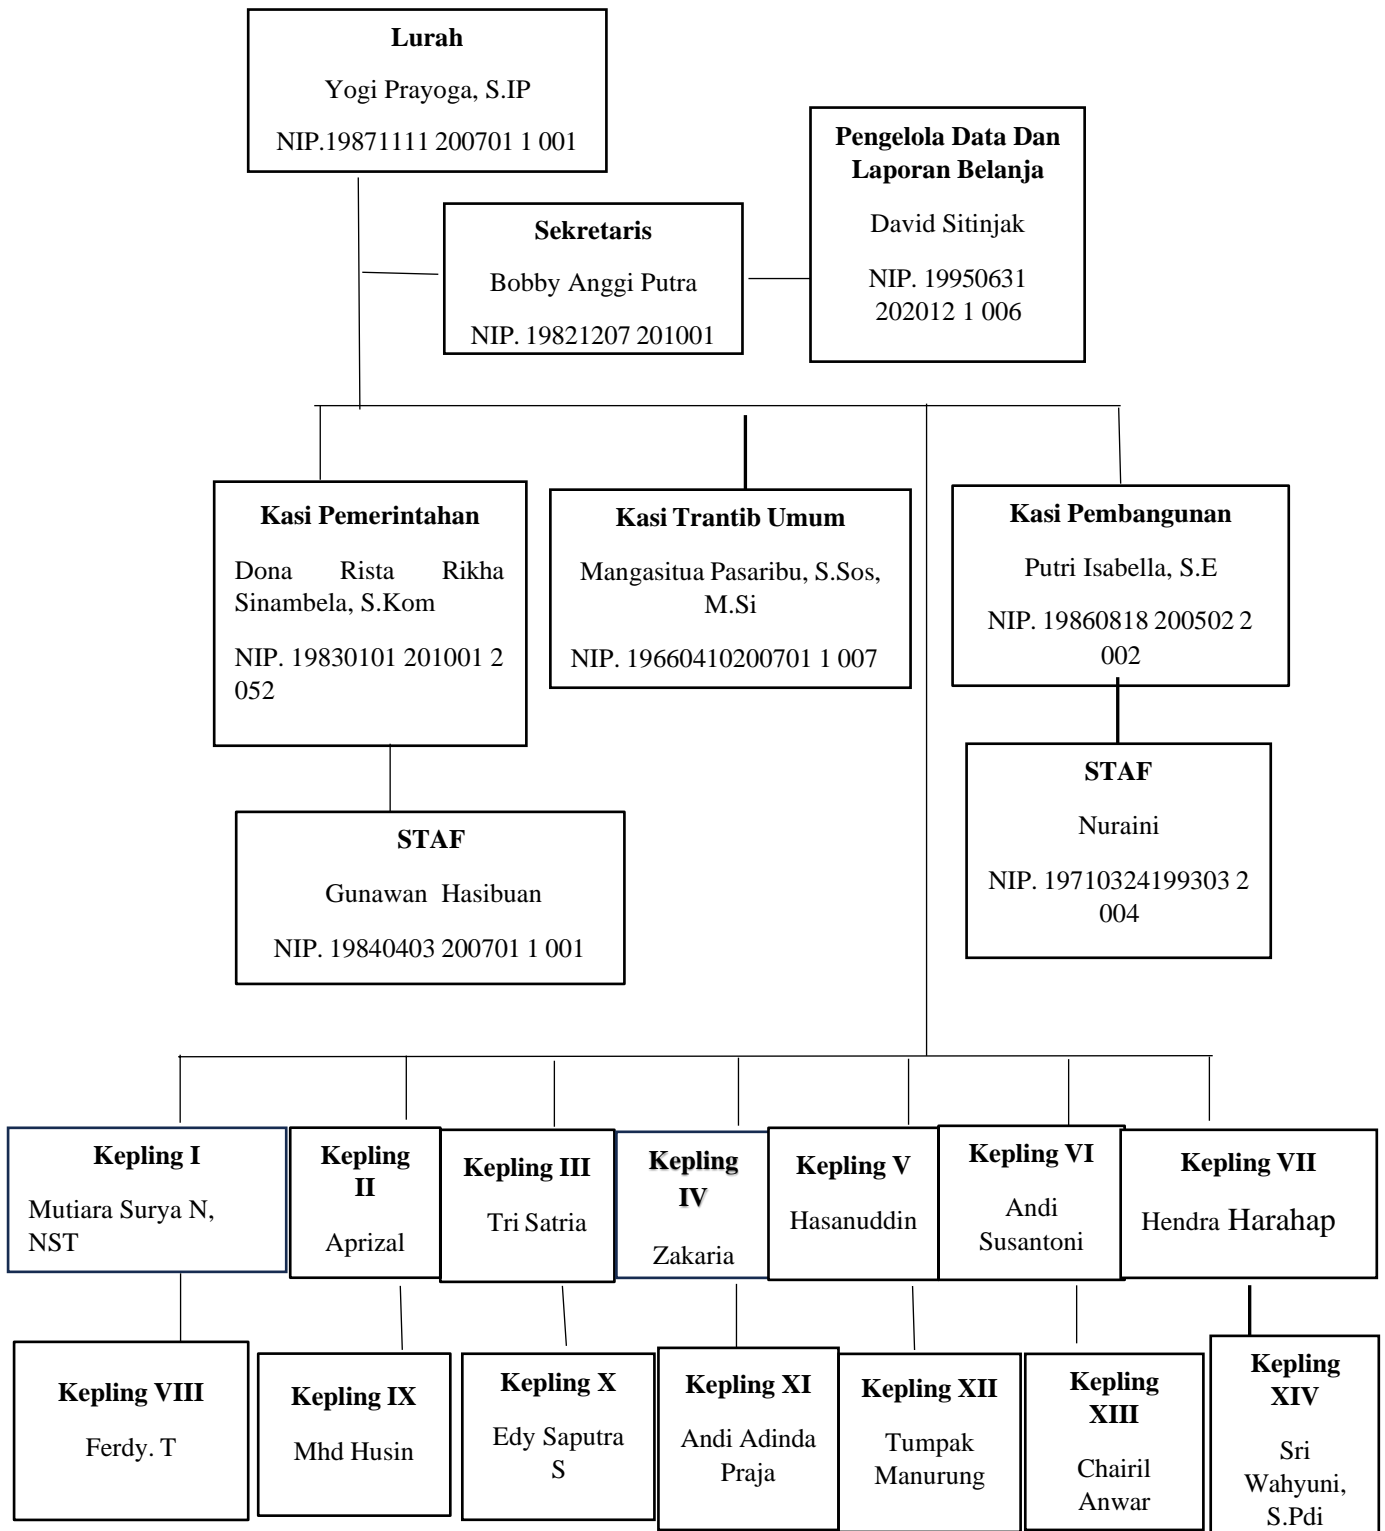 Lurah
Yogi Prayoga, S.IP
NIP.19871111 200701 1 001
Pengelola Data Dan
Laporan Belanja
David Sitinjak
NIP. 19950631
202012 1 006
Sekretaris
Bobby Anggi Putra
NIP. 19821207 201001
Kasi Pemerintahan
Dona Rista Rikha
Sinambela, S.Kom
NIP. 19830101 201001 2
052
Kasi Trantib Umum
Mangasitua Pasaribu, S.Sos,
M.Si
NIP. 19660410200701 1 007
Kasi Pembangunan
Putri Isabella, S.E
NIP. 19860818 200502 2
002
STAF
Gunawan Hasibuan
NIP. 19840403 200701 1 001
STAF
Nuraini
NIP. 19710324199303 2
004
Kepling I
Mutiara Surya N,
NST
Kepling
II
Aprizal
Kepling III
Tri Satria
Kepling
IV
Zakaria
Kepling V
Hasanuddin
Kepling VI
Andi
Susantoni
Kepling VII
Hendra Harahap
Kepling VIII
Ferdy. T
Kepling IX
Mhd Husin
Kepling X
Edy Saputra
S
Kepling XI
Andi Adinda
Praja
Kepling XII
Tumpak
Manurung
Kepling
XIII
Chairil
Anwar
Kepling
XIV
Sri
Wahyuni,
S.Pdi